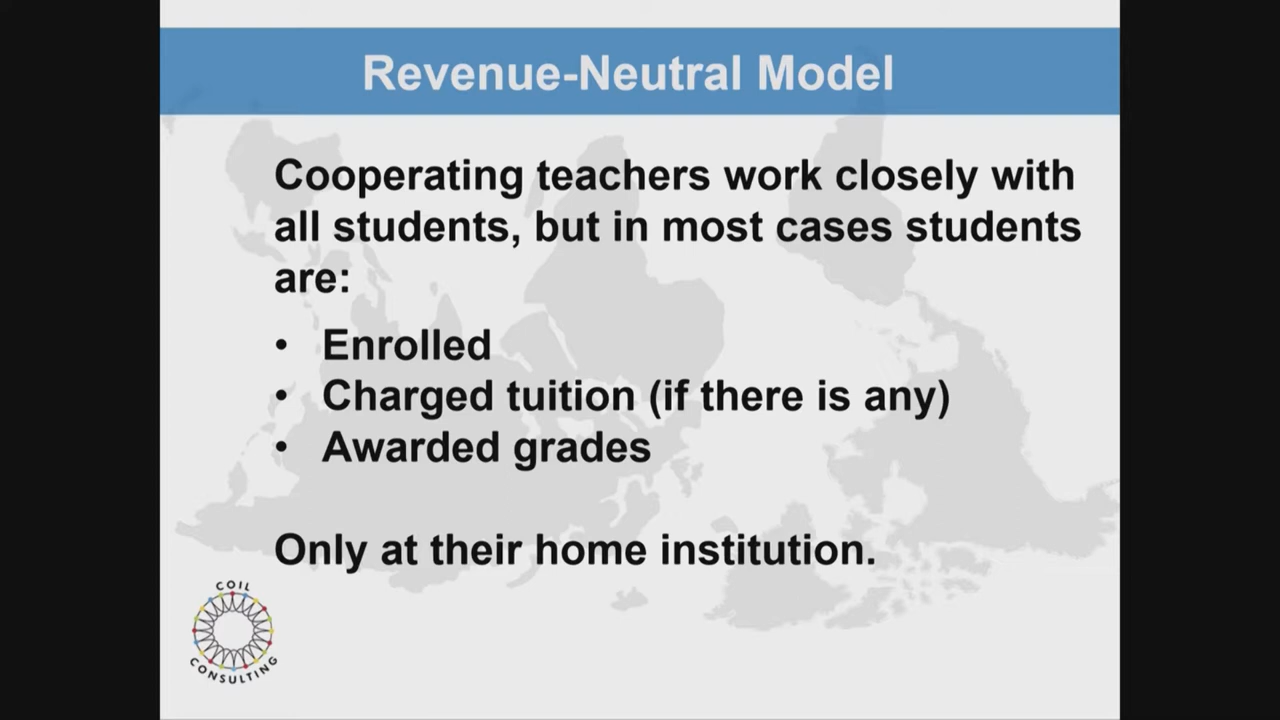 Revenue-Neutral Model
Cooperating teachers work closely with
all students, but in most cases students
are:
• Enrolled
• Charged tuition (if there is any)
• Awarded grades
Only at their home institution.
COIL
CONSULTING